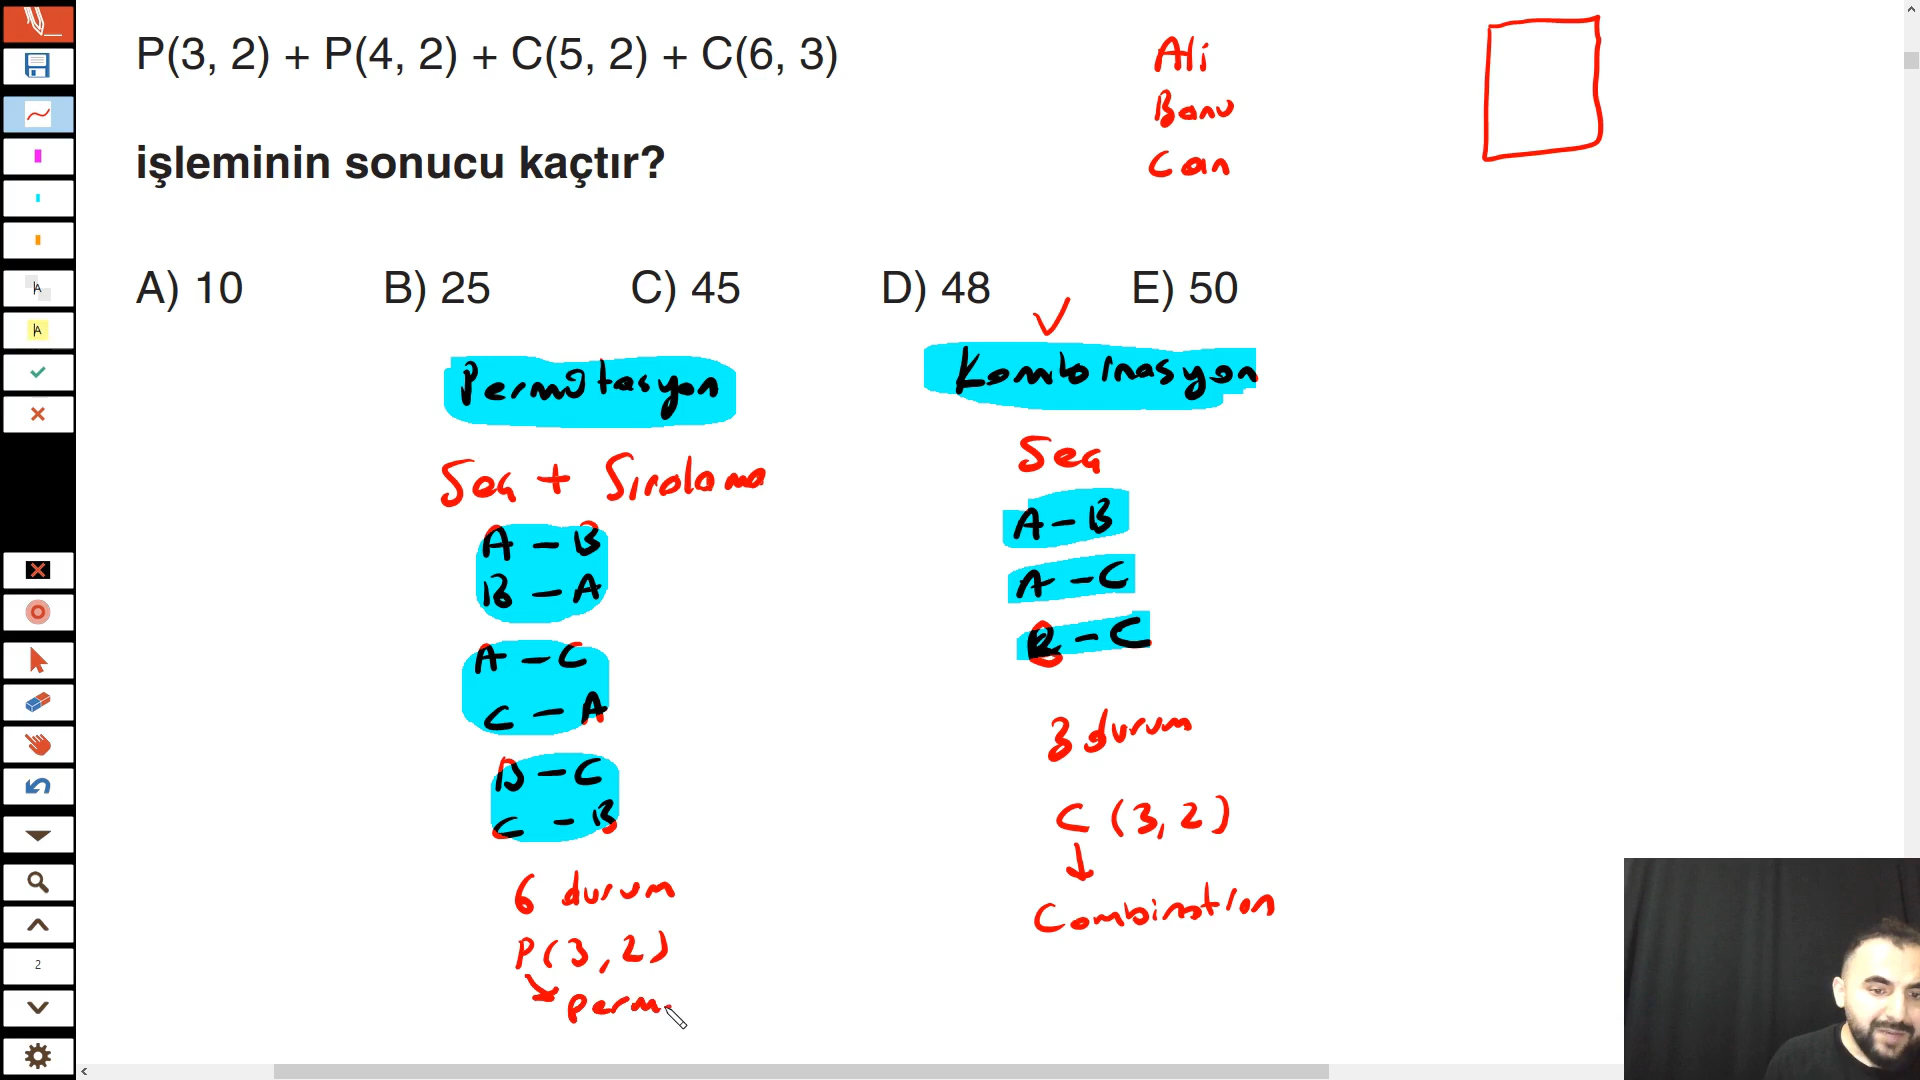 P(3, 2) + P(4, 2) + C(5, 2) + C(6, 3)
işleminin sonucu kaçtır?
A) 10 B) 25 C) 45 D) 48 E) 50
Ali
Banu
Can
Permütasyon
Seç + Sıralama
A – B
B – A
A – C
C – A
B – C
C – B
6 durum
P(3, 2)
perm
Kombinasyon
Seç
A – B
A – C
B – C
3 durum
C (3, 2)
Combination
A
A
2